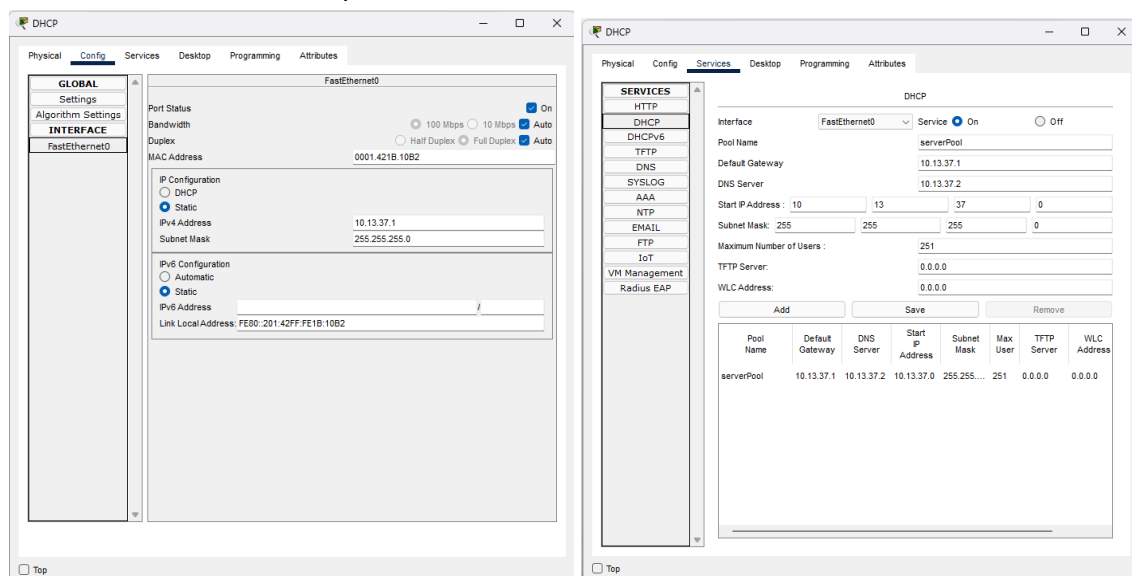 DHCP
Physical Config Services Desktop Programming Attributes
GLOBAL
Settings
Algorithm Settings
INTERFACE
FastEthernet0
FastEthernet0
Port Status On
Bandwidth 100 Mbps 10 Mbps Auto
Duplex Half Duplex Full Duplex Auto
MAC Address 0001.421B.10B2
IP Configuration
DHCP
Static
IPv4 Address 10.13.37.1
Subnet Mask 255.255.255.0
IPv6 Configuration
Automatic
Static
IPv6 Address /
Link Local Address: FE80::201:42FF:FE1B:10B2
Top
DHCP
Physical Config Services Desktop Programming Attributes
SERVICES
HTTP
DHCP
DHCPv6
TFTP
DNS
SYSLOG
AAA
NTP
EMAIL
FTP
IoT
VM Management
Radius EAP
DHCP
Interface FastEthernet0 Service On Off
Pool Name serverPool
Default Gateway 10.13.37.1
DNS Server 10.13.37.2
Start IP Address : 10 13 37 0
Subnet Mask: 255 255 255 0
Maximum Number of Users : 251
TFTP Server: 0.0.0.0
WLC Address: 0.0.0.0
Add Save Remove
Pool Name Default Gateway DNS Server Start IP Address Subnet Mask Max User TFTP Server WLC Address
serverPool 10.13.37.1 10.13.37.2 10.13.37.0 255.255.... 251 0.0.0.0 0.0.0.0
Top